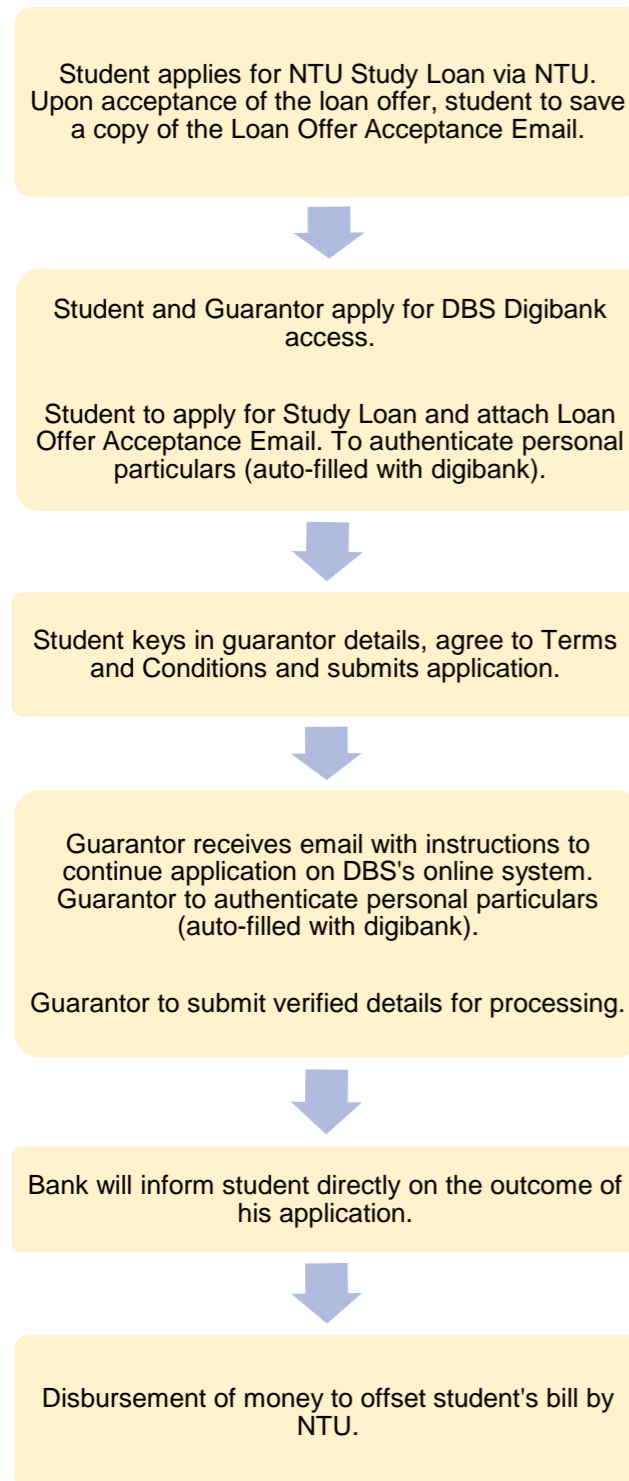 Student applies for NTU Study Loan via NTU.
Upon acceptance of the loan offer, student to save
a copy of the Loan Offer Acceptance Email.
Student and Guarantor apply for DBS Digibank
access.
Student to apply for Study Loan and attach Loan
Offer Acceptance Email. To authenticate personal
particulars (auto-filled with digibank).
Student keys in guarantor details, agree to Terms
and Conditions and submits application.
Guarantor receives email with instructions to
continue application on DBS's online system.
Guarantor to authenticate personal particulars
(auto-filled with digibank).
Guarantor to submit verified details for processing.
Bank will inform student directly on the outcome of
his application.
Disbursement of money to offset student's bill by
NTU.